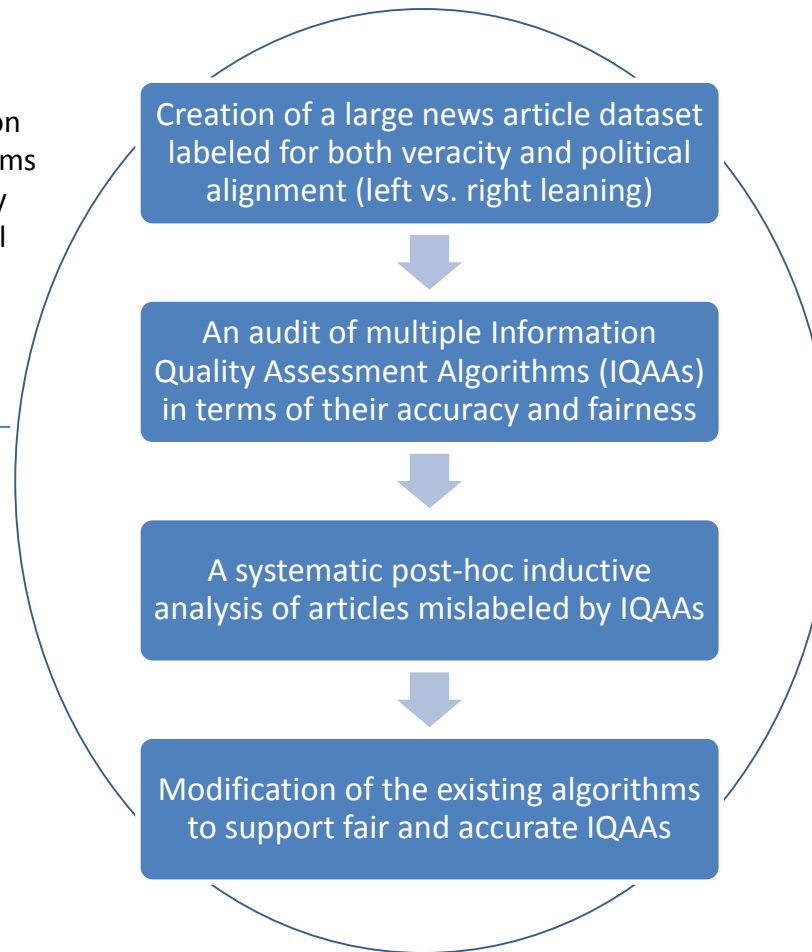 on
ms
y
l
Creation of a large news article dataset
labeled for both veracity and political
alignment (left vs. right leaning)
An audit of multiple Information
Quality Assessment Algorithms (IQAAs)
in terms of their accuracy and fairness
A systematic post-hoc inductive
analysis of articles mislabeled by IQAAs
Modification of the existing algorithms
to support fair and accurate IQAAs